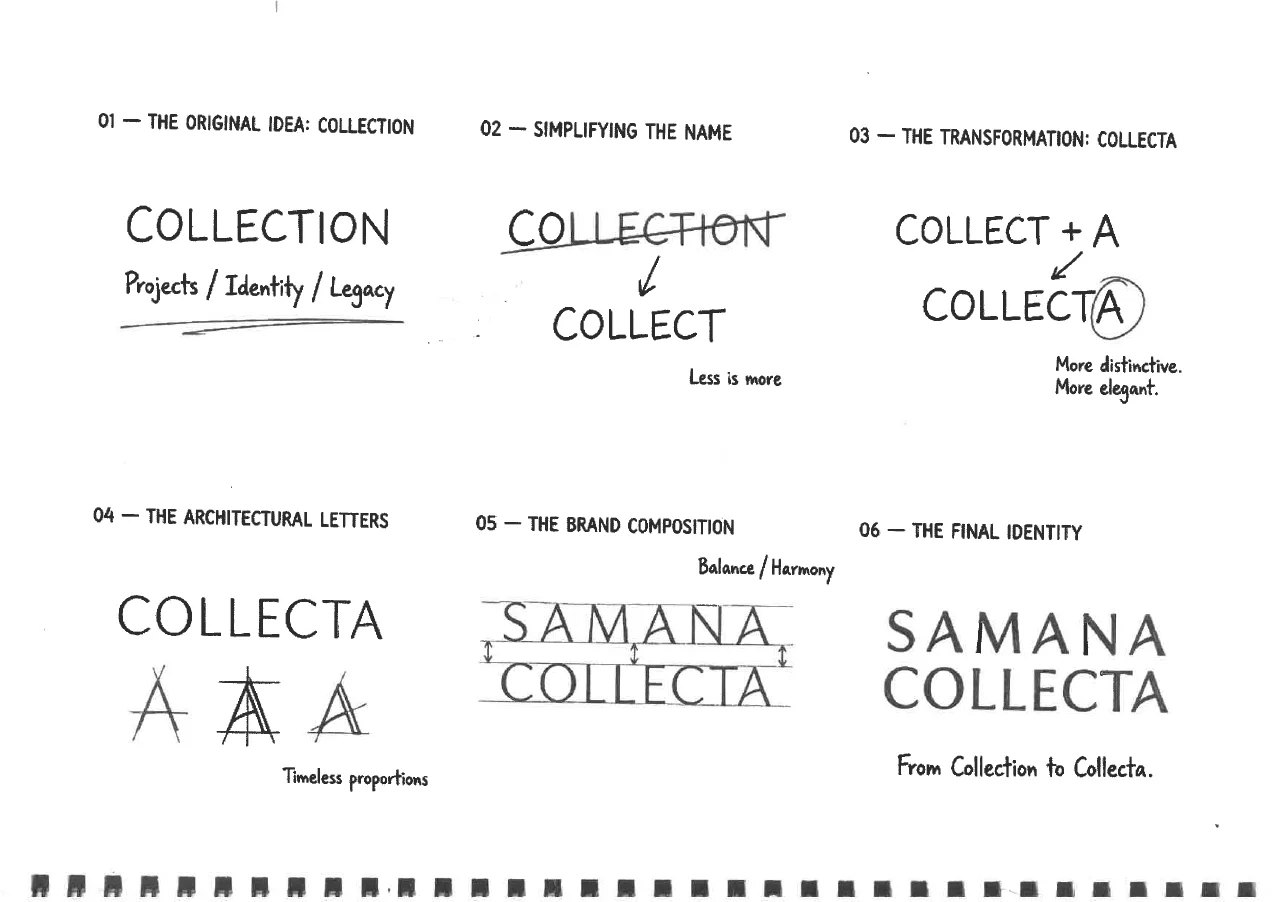 01 — THE ORIGINAL IDEA: COLLECTION
COLLECTION
Projects / Identity / Legacy
02 — SIMPLIFYING THE NAME
COLLECTION
COLLECT
Less is more
03 — THE TRANSFORMATION: COLLECTA
COLLECT + A
COLLECTA
More distinctive.
More elegant.
04 — THE ARCHITECTURAL LETTERS
COLLECTA
A A A
Timeless proportions
05 — THE BRAND COMPOSITION
Balance / Harmony
SAMANA
COLLECTA
06 — THE FINAL IDENTITY
SAMANA
COLLECTA
From Collection to Collecta.